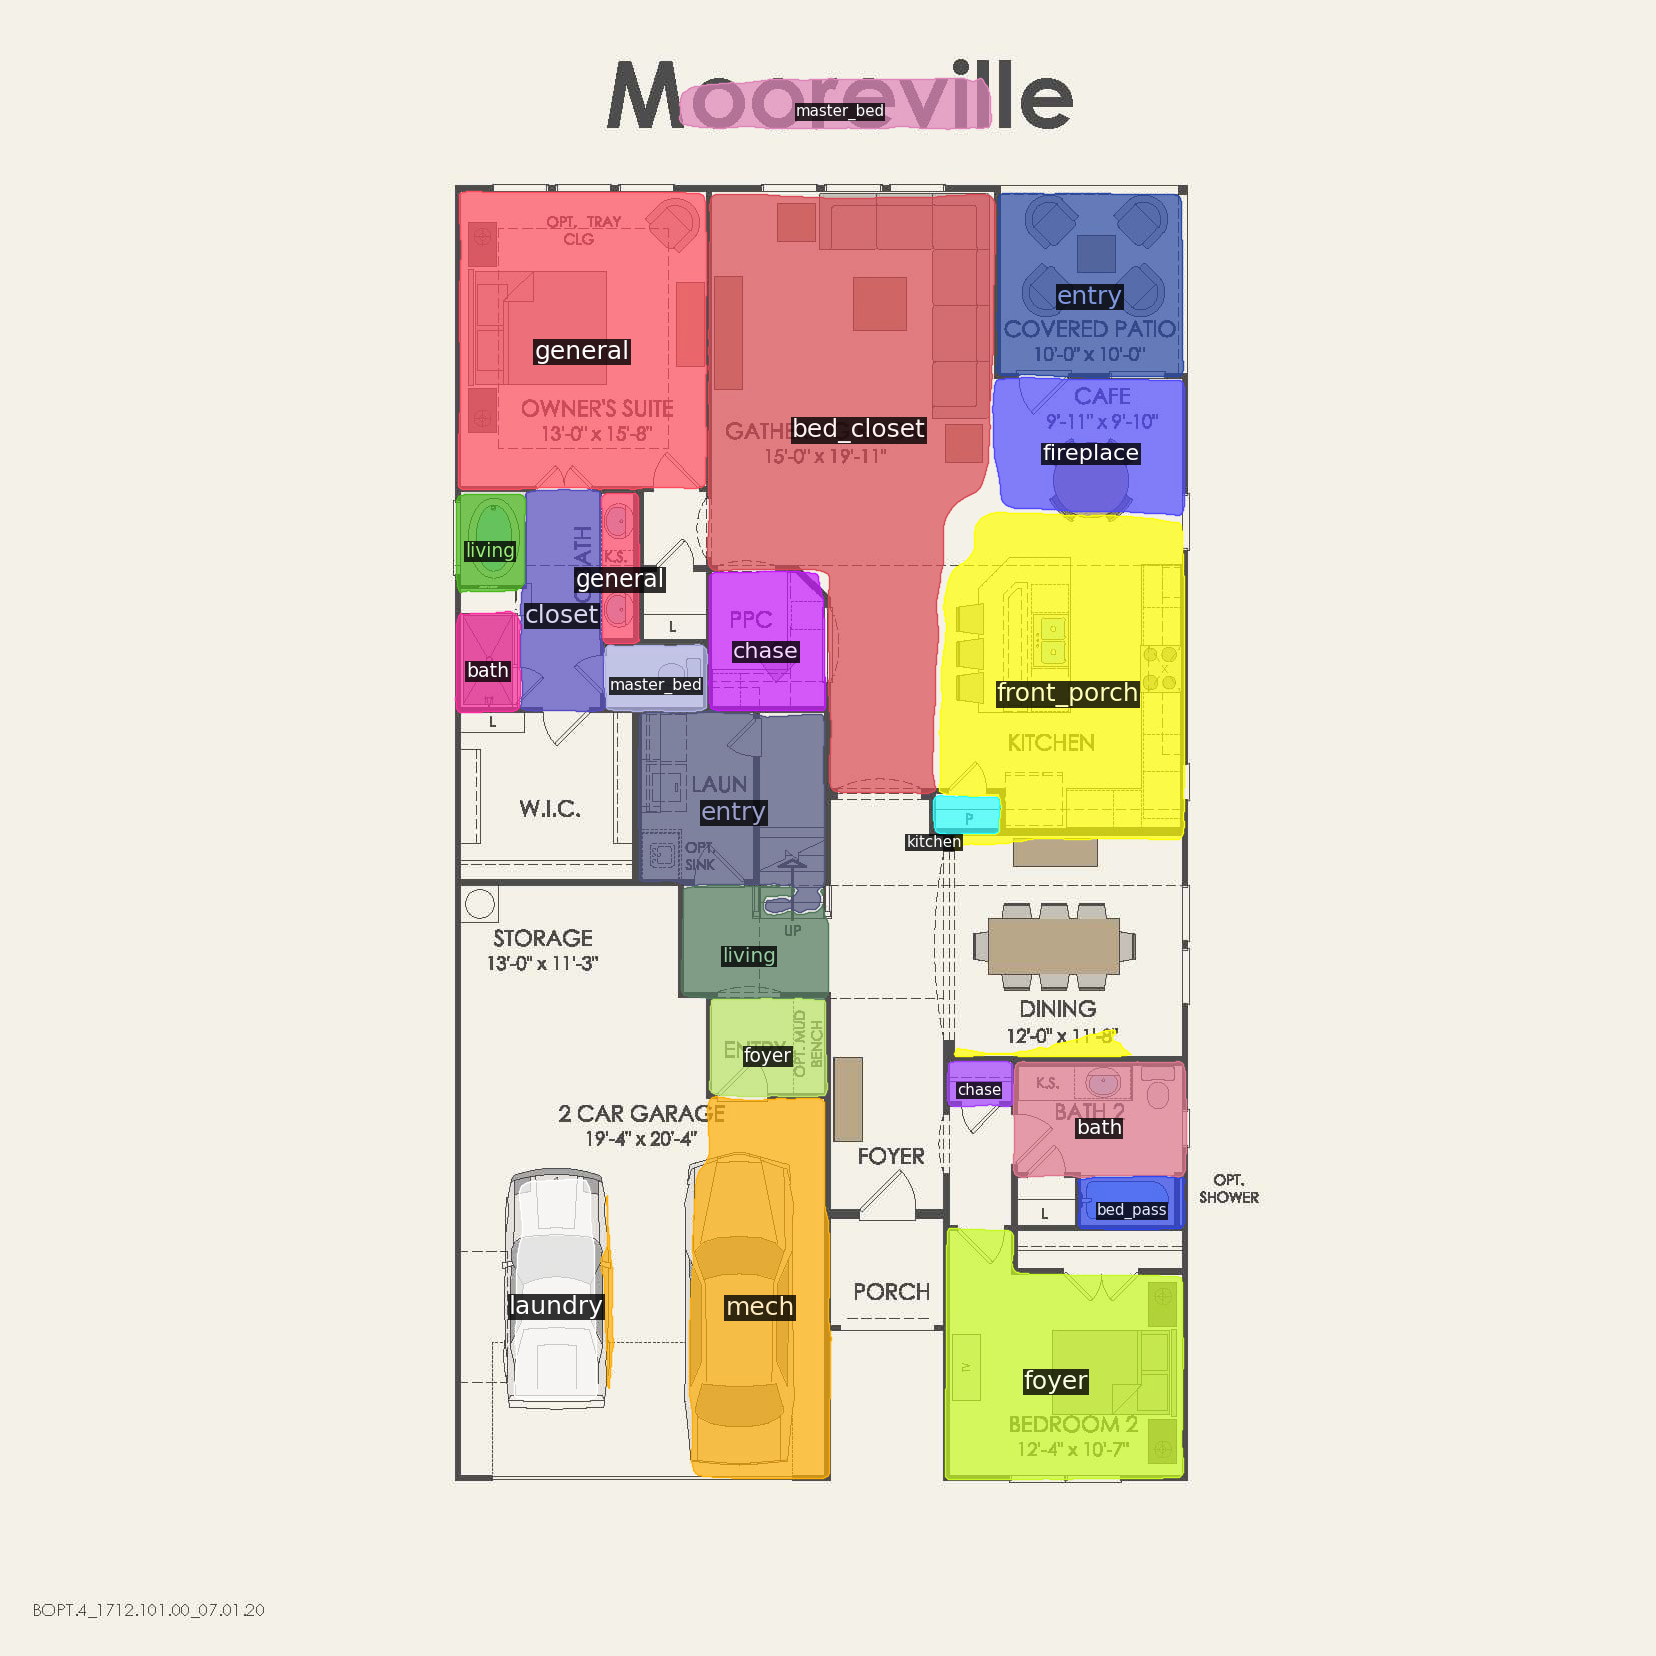 Mooreville
master_bed
OPT. TRAY
CLG
general
OWNER'S SUITE
13'-0" x 15'-8"
bed_closet
15'-0" x 19'-11"
entry
COVERED PATIO
10'-0" x 10'-0"
CAFE
9'-11" x 9'-10"
fireplace
living
K.S.
general
closet
bath
L
L
master_bed
PPC
chase
front_porch
KITCHEN
W.I.C.
LAUN
entry
OPT.
SINK
P
kitchen
STORAGE
13'-0" x 11'-3"
UP
living
DINING
12'-0" x 11'-8"
foyer
OPT. MUD
BENCH
2 CAR GARAGE
19'-4" x 20'-4"
FOYER
chase
K.S.
BATH 2
bath
OPT.
SHOWER
L
bed_pass
laundry
mech
PORCH
TV
foyer
BEDROOM 2
12'-4" x 10'-7"
BOPT.4_1712.101.00_07.01.20